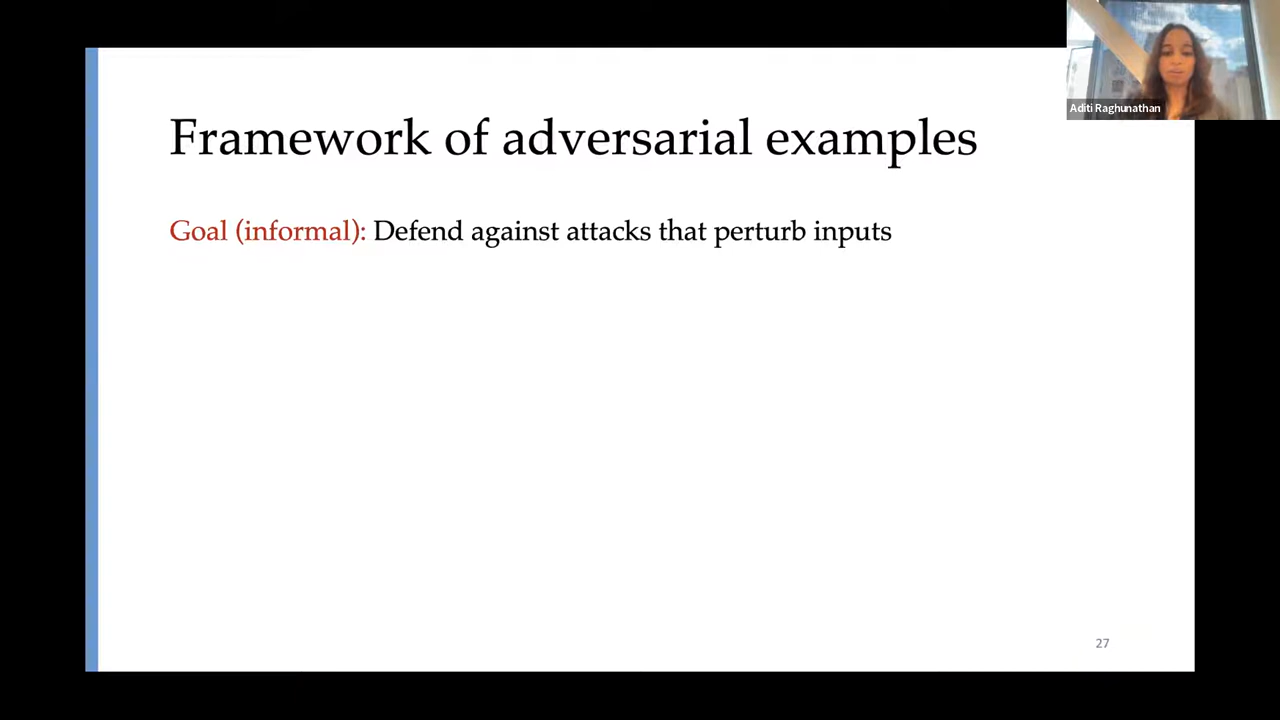 Aditi Raghunathan
Framework of adversarial examples
Goal (informal): Defend against attacks that perturb inputs
27